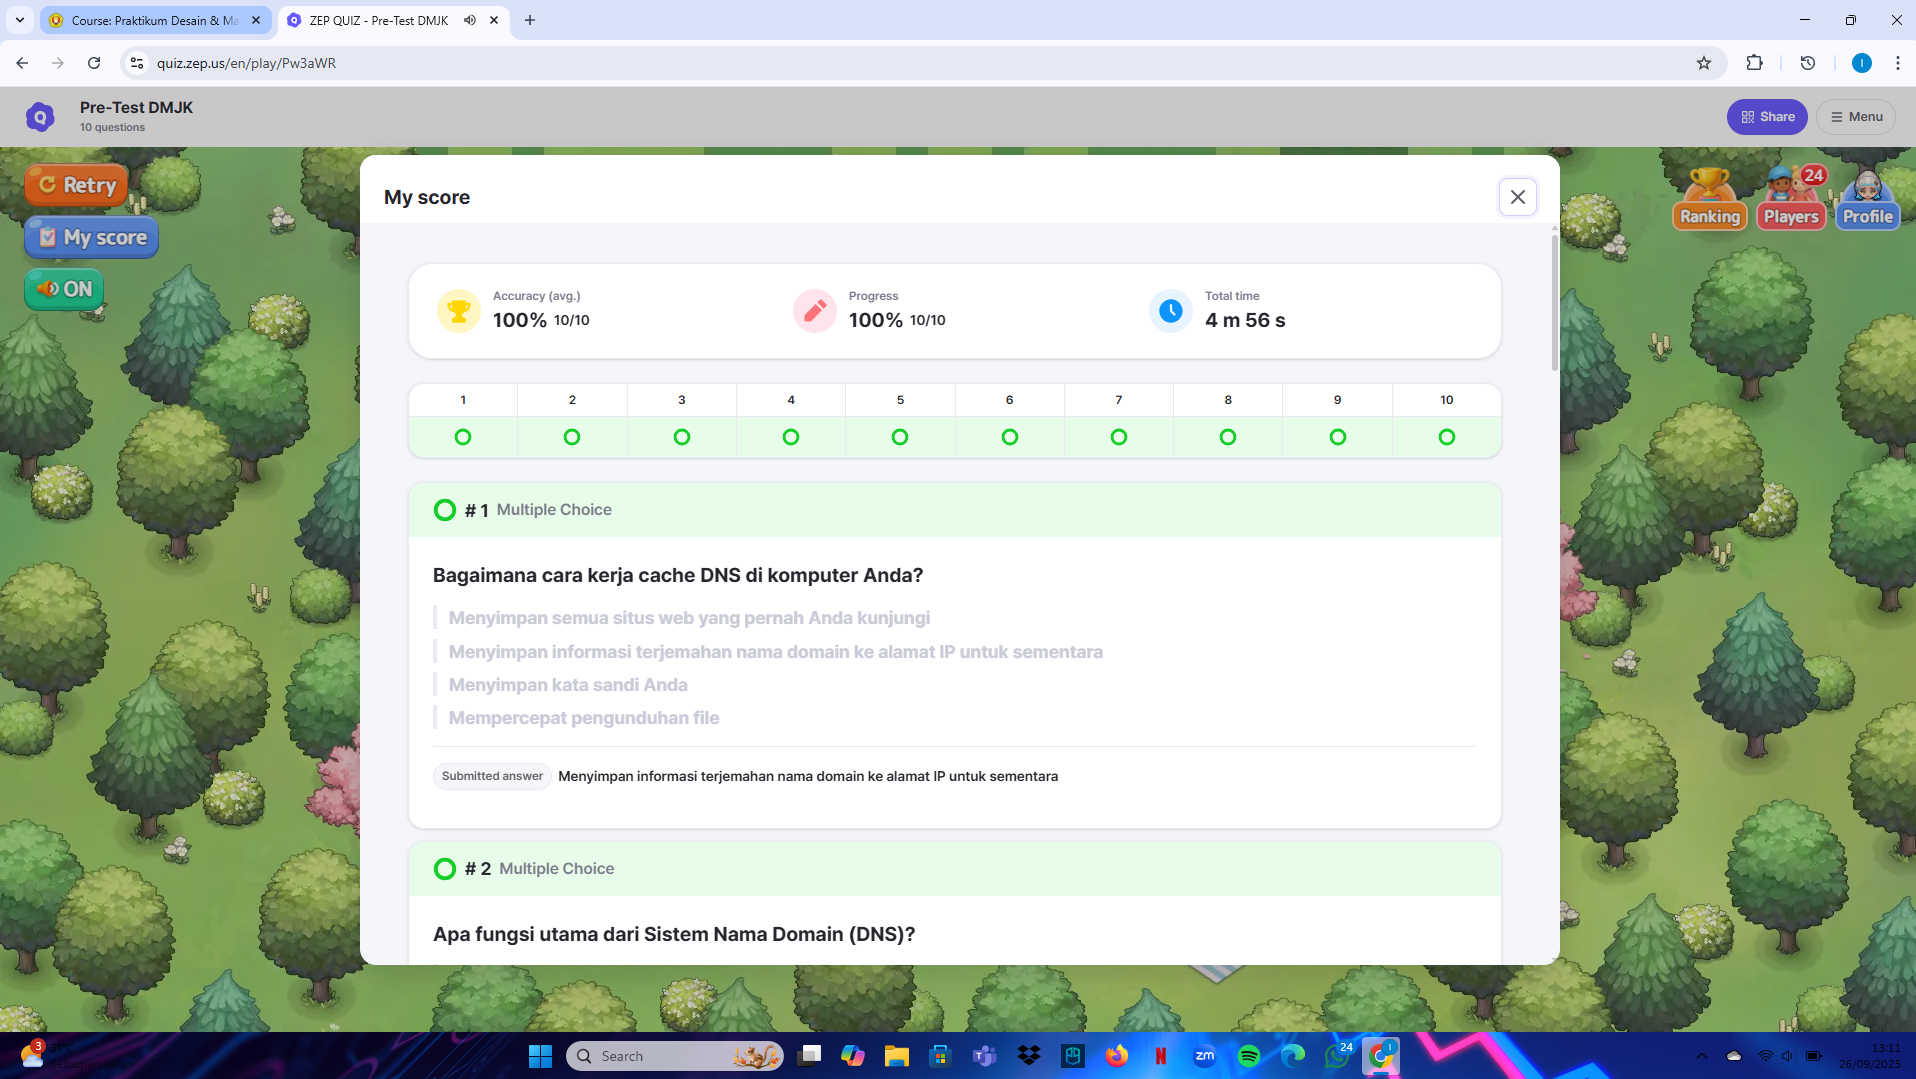 Course: Praktikum Desain & Ma
ZEP QUIZ - Pre-Test DMJK
quiz.zep.us/en/play/Pw3aWR
I
Q
Pre-Test DMJK
10 questions
Share
Menu
Retry
My score
ON
24
Ranking
Players
Profile
My score
Accuracy (avg.)
100% 10/10
Progress
100% 10/10
Total time
4 m 56 s
1 2 3 4 5 6 7 8 9 10
# 1 Multiple Choice
Bagaimana cara kerja cache DNS di komputer Anda?
Menyimpan semua situs web yang pernah Anda kunjungi
Menyimpan informasi terjemahan nama domain ke alamat IP untuk sementara
Menyimpan kata sandi Anda
Mempercepat pengunduhan file
Submitted answer Menyimpan informasi terjemahan nama domain ke alamat IP untuk sementara
# 2 Multiple Choice
Apa fungsi utama dari Sistem Nama Domain (DNS)?
3
31°C
Sebagian cerah
Search
N
zm
24
I
13:11
26/09/2025